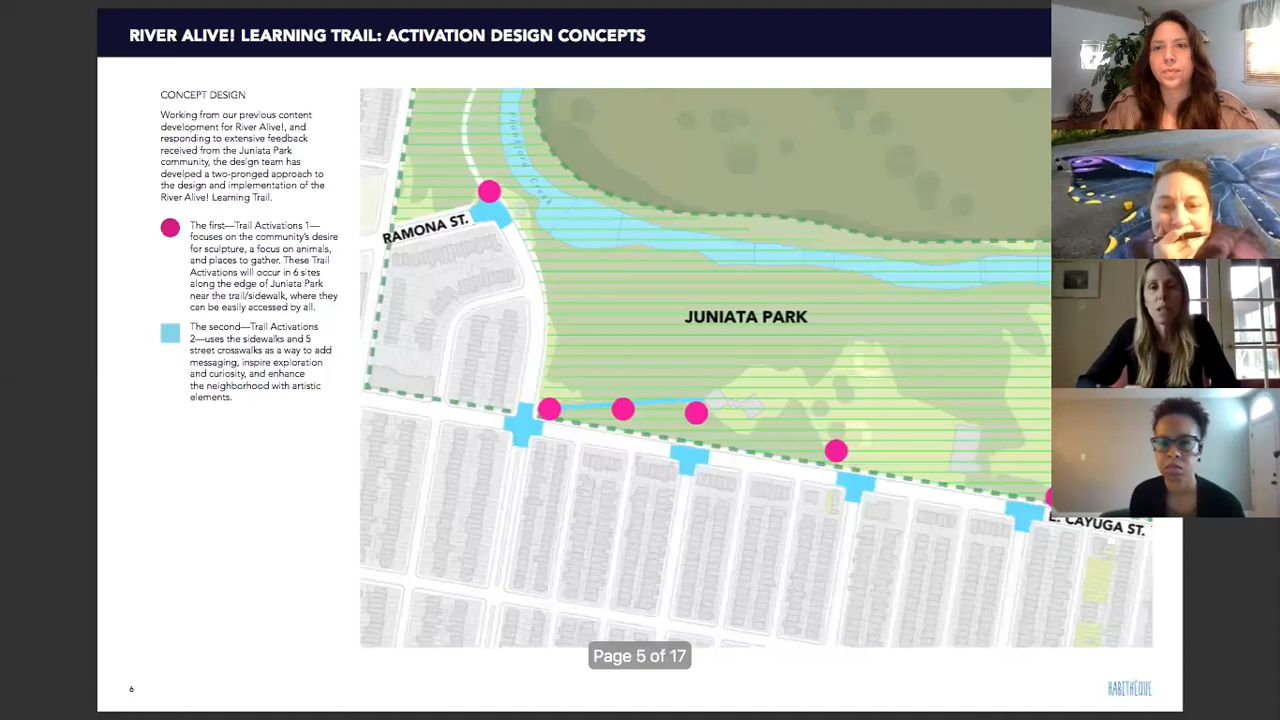 RIVER ALIVE! LEARNING TRAIL: ACTIVATION DESIGN CONCEPTS
CONCEPT DESIGN
Working from our previous content
development for River Alive!, and
responding to extensive feedback
received from the Juniata Park
community, the design team has
develped a two-pronged approach to
the design and implementation of the
River Alive! Learning Trail.
The first—Trail Activations 1—
focuses on the community's desire
for sculpture, a focus on animals,
and places to gather. These Trail
Activations will occur in 6 sites
along the edge of Juniata Park
near the trail/sidewalk, where they
can be easily accessed by all.
The second—Trail Activations
2—uses the sidewalks and 5
street crosswalks as a way to add
messaging, inspire exploration
and curiosity, and enhance
the neighborhood with artistic
elements.
Frankford Creek
RAMONA ST.
JUNIATA PARK
E. CAYUGA ST.
Page 5 of 17
6
HABITHÈQUE